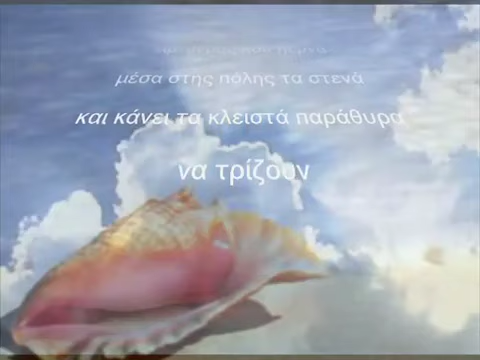 μέσα στης πόλης τα στενά
και κάνει τα κλειστά παράθυρα
να τρίζουν